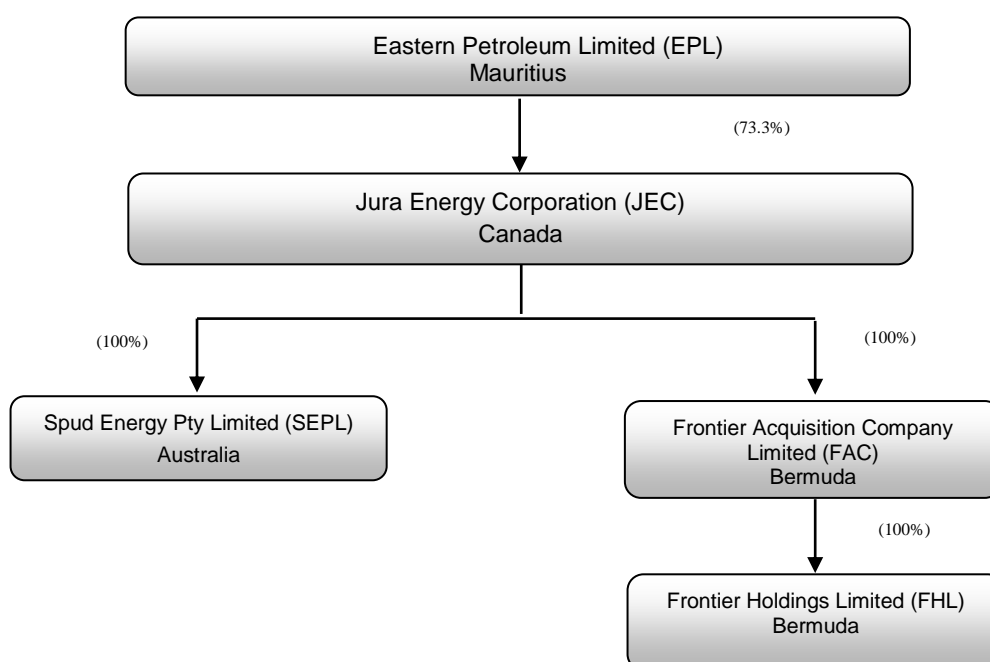 Eastern Petroleum Limited (EPL)
Mauritius
(73.3%)
Jura Energy Corporation (JEC)
Canada
(100%)
(100%)
Spud Energy Pty Limited (SEPL)
Australia
Frontier Acquisition Company
Limited (FAC)
Bermuda
(100%)
Frontier Holdings Limited (FHL)
Bermuda